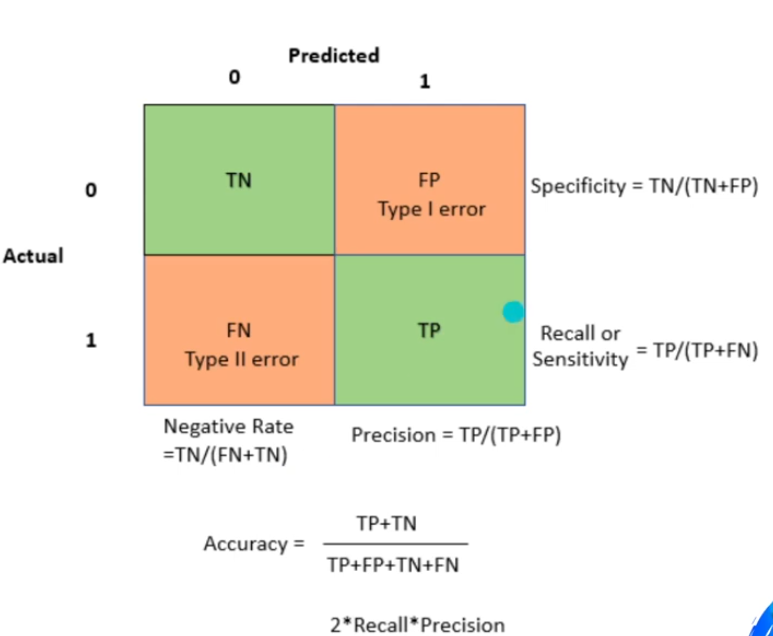 Predicted
0 1
TN
FP
Type I error
Specificity = TN/(TN+FP)
0
Actual
1
FN
Type II error
TP
Recall or
Sensitivity = TP/(TP+FN)
Negative Rate
=TN/(FN+TN)
Precision = TP/(TP+FP)
Accuracy =
TP+TN
TP+FP+TN+FN
2*Recall*Precision